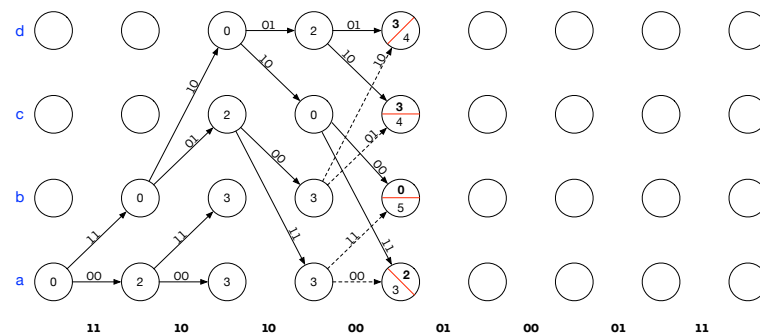 d 0 01 2 01 3 4
10 10 10
c 2 0 3 4
10 01 00 01 00
b 0 3 3 0 5
11 11 11 11 11
a 0 00 2 00 3 3 00 2 3
11 10 10 00 01 00 01 11